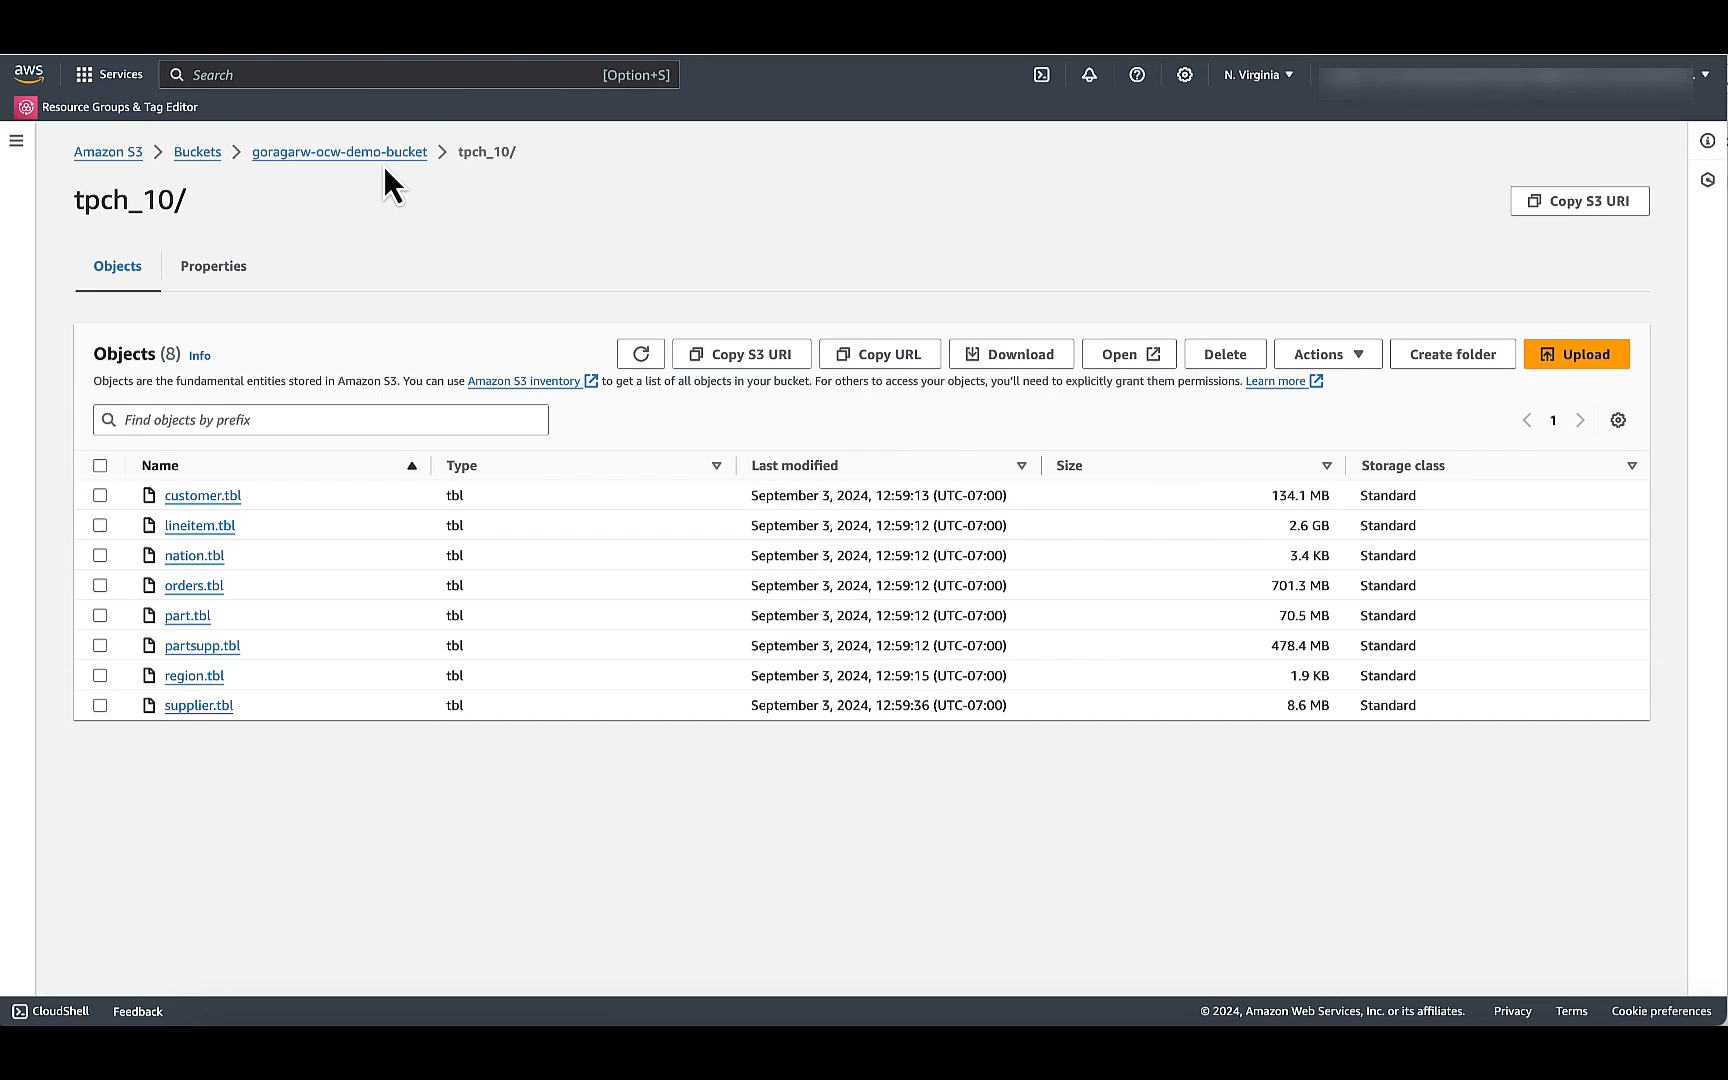 aws Services Search [Option+S] N. Virginia
Resource Groups & Tag Editor
Amazon S3 Buckets goragarw-ocw-demo-bucket tpch_10/
tpch_10/ Copy S3 URI
Objects Properties
Objects (8) Info Copy S3 URI Copy URL Download Open Delete Actions Create folder Upload
Objects are the fundamental entities stored in Amazon S3. You can use Amazon S3 inventory to get a list of all objects in your bucket. For others to access your objects, you'll need to explicitly grant them permissions. Learn more
Find objects by prefix 1
Name Type Last modified Size Storage class
customer.tbl tbl September 3, 2024, 12:59:13 (UTC-07:00) 134.1 MB Standard
lineitem.tbl tbl September 3, 2024, 12:59:12 (UTC-07:00) 2.6 GB Standard
nation.tbl tbl September 3, 2024, 12:59:12 (UTC-07:00) 3.4 KB Standard
orders.tbl tbl September 3, 2024, 12:59:12 (UTC-07:00) 701.3 MB Standard
part.tbl tbl September 3, 2024, 12:59:12 (UTC-07:00) 70.5 MB Standard
partsupp.tbl tbl September 3, 2024, 12:59:12 (UTC-07:00) 478.4 MB Standard
region.tbl tbl September 3, 2024, 12:59:15 (UTC-07:00) 1.9 KB Standard
supplier.tbl tbl September 3, 2024, 12:59:36 (UTC-07:00) 8.6 MB Standard
CloudShell Feedback © 2024, Amazon Web Services, Inc. or its affiliates. Privacy Terms Cookie preferences